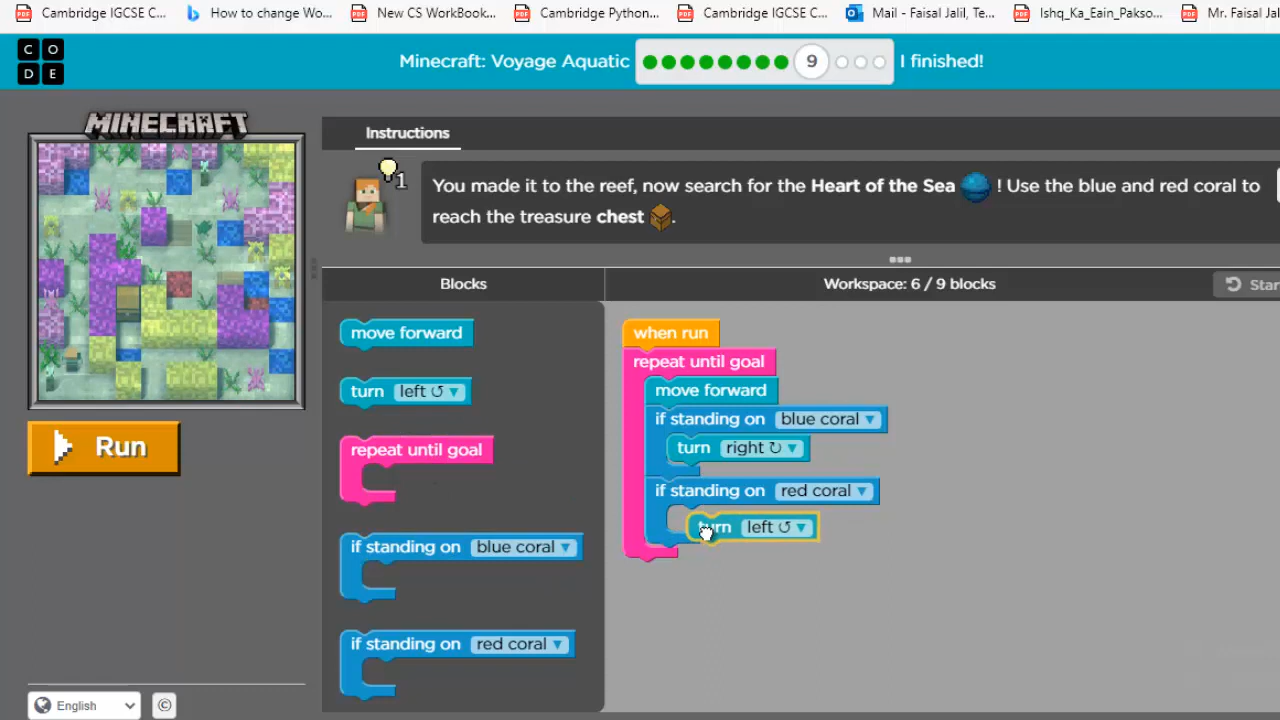 Cambridge IGCSE C... How to change Wo... New CS WorkBook... Cambridge Python... Cambridge IGCSE C... Mail - Faisal Jalil, Te... Ishq_Ka_Eain_Pakso... Mr. Faisal Jal
C O
D E
Minecraft: Voyage Aquatic 9 I finished!
MINECRAFT
Instructions
1
You made it to the reef, now search for the Heart of the Sea ! Use the blue and red coral to
reach the treasure chest .
Blocks
Workspace: 6 / 9 blocks
Star
move forward
turn left ↺ ▼
repeat until goal
if standing on blue coral ▼
if standing on red coral ▼
when run
repeat until goal
move forward
if standing on blue coral ▼
turn right ↻ ▼
if standing on red coral ▼
turn left ↺ ▼
Run
English
©